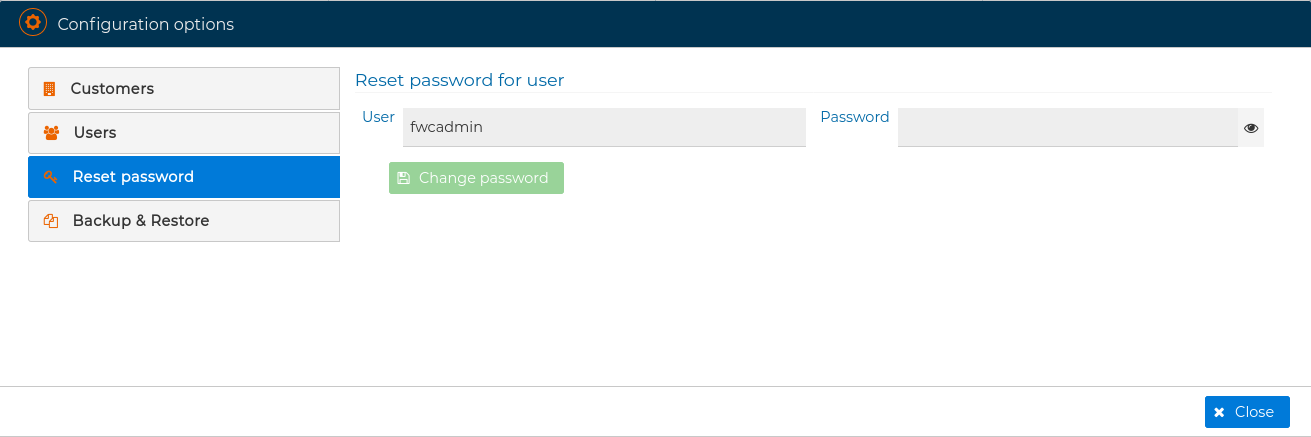 Configuration options
Customers
Users
Reset password
Backup & Restore
Reset password for user
User fwcadmin Password
Change password
Close